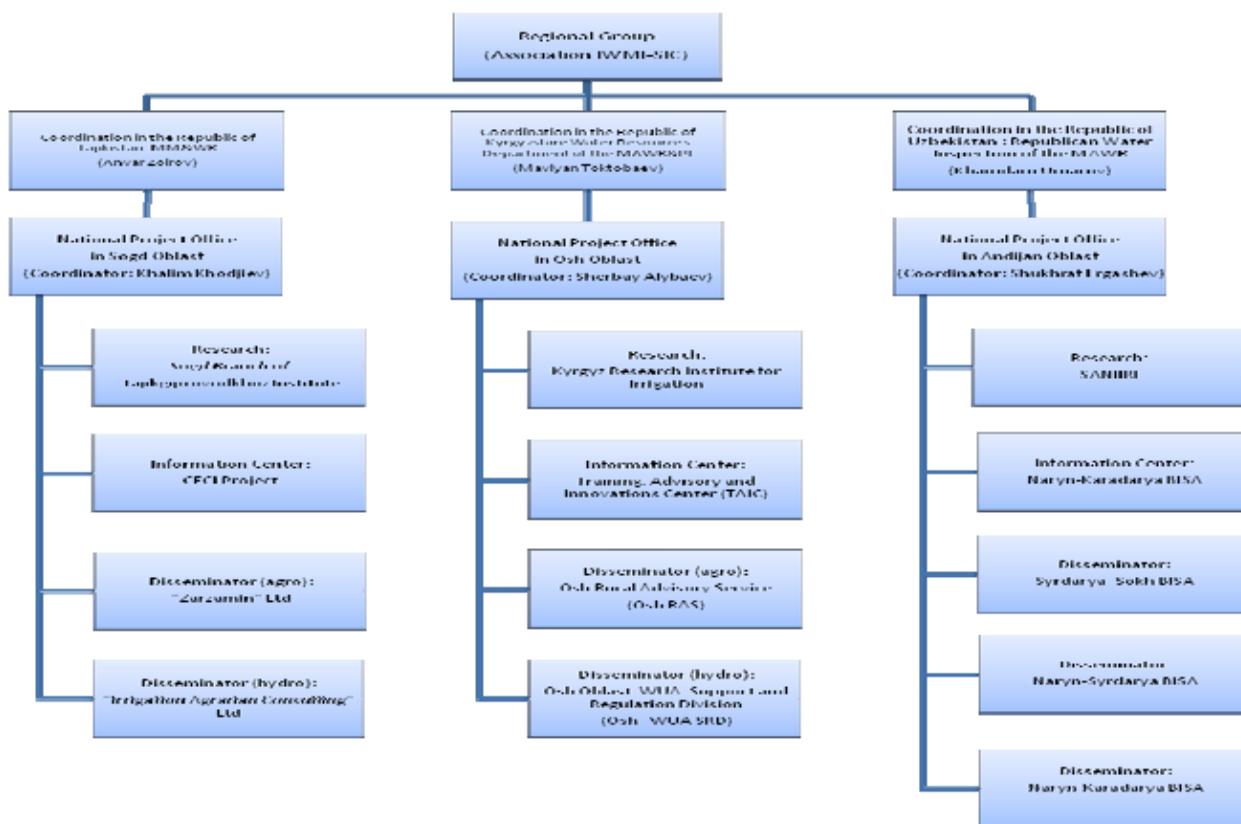 Regional Group
(Association IWMI-SIC)
Coordination in the Republic of
(Anvar Zoirov)
Coordination in the Republic of
Kyrgyzstan Water Resources
Department of the
(Mavlyan Toktobaev)
Coordination in the Republic of
Uzbekistan : Republican Water
Inspection of the MAWR
National Project Office
in Sogd Oblast
(Coordinator: Khalim Khodjiev)
National Project Office
in Osh Oblast
(Coordinator: Sherbay Alybaev)
National Project Office
in Andijan Oblast
(Coordinator: Shukhrat Ergashev)
Research:
Sogd Branch of
Institute
Information Center:
Project
Disseminator (agro):
"Zarzamin" Ltd
Disseminator (hydro):
"Irrigation Agrarian Consulting"
Ltd
Research:
Kyrgyz Research Institute for
Irrigation
Information Center:
Training, Advisory and
Innovations Center (TAIC)
Disseminator (agro):
Osh Rural Advisory Service
(Osh RAS)
Disseminator (hydro):
Osh Oblast WUA Support and
Regulation Division
(Osh WUA SRD)
Research:
SANIIRI
Information Center:
Naryn-Karadarya BISA
Disseminator:
Syrdarya Sokh BISA
Disseminator
Naryn-Syrdarya BISA
Disseminator:
Naryn Karadarya BISA